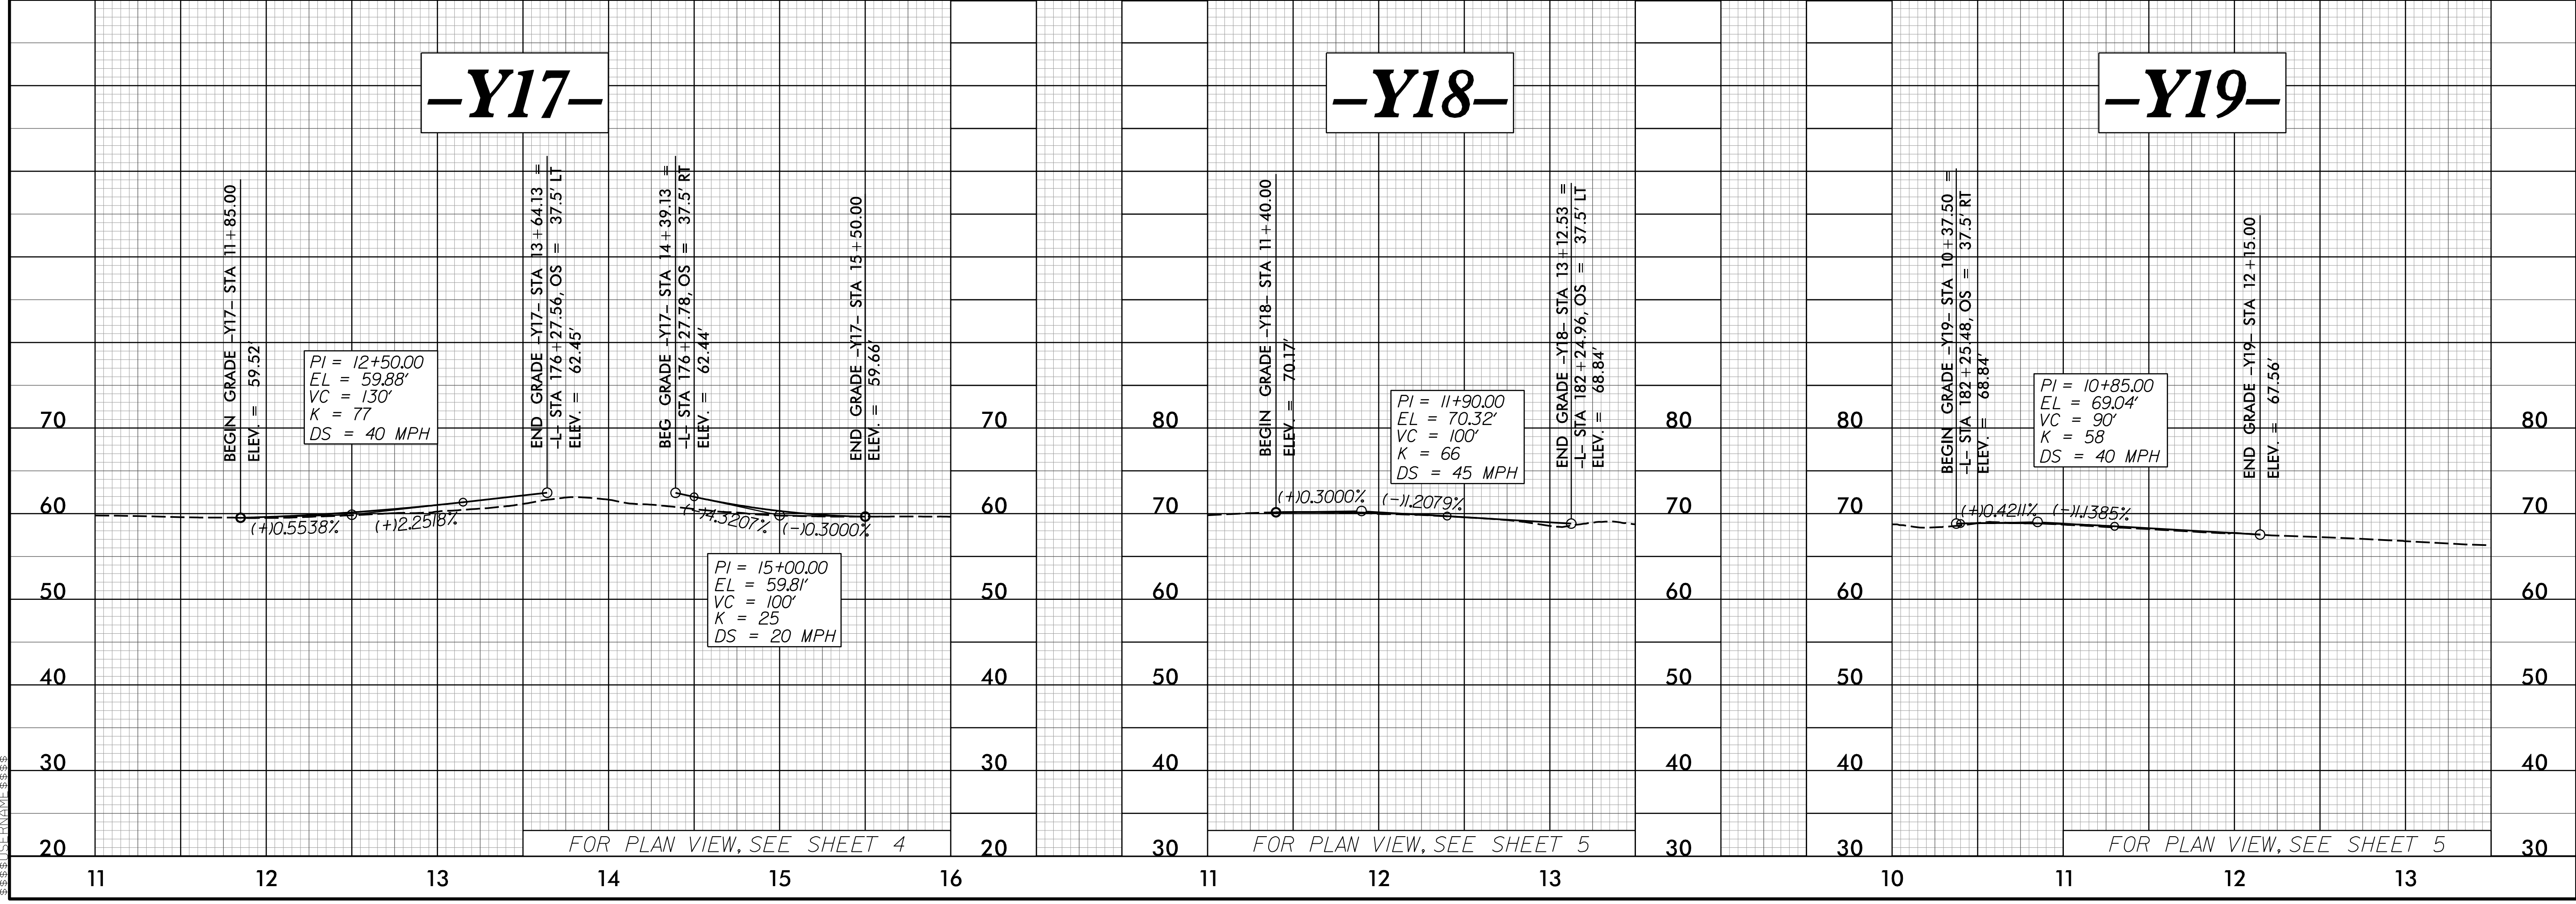 –Y17–
BEGIN GRADE –Y17– STA 11+85.00
ELEV. = 59.52'
PI = 12+50.00
EL = 59.88'
VC = 130'
K = 77
DS = 40 MPH
END GRADE –Y17– STA 13+64.13 =
–L– STA 176+27.56, OS = 37.5' LT
ELEV. = 62.45'
BEG GRADE –Y17– STA 14+39.13 =
–L– STA 176+27.78, OS = 37.5' RT
ELEV. = 62.44'
END GRADE –Y17– STA 15+50.00
ELEV. = 59.66'
(+)0.5538%
(+)2.2518%
(-)4.3207%
(-)0.3000%
PI = 15+00.00
EL = 59.81'
VC = 100'
K = 25
DS = 20 MPH
70
60
50
40
30
20
70
60
50
40
30
20
FOR PLAN VIEW, SEE SHEET 4
11 12 13 14 15 16
–Y18–
BEGIN GRADE –Y18– STA 11+40.00
ELEV. = 70.17'
PI = 11+90.00
EL = 70.32'
VC = 100'
K = 66
DS = 45 MPH
END GRADE –Y18– STA 13+12.53 =
–L– STA 182+24.96, OS = 37.5' LT
ELEV. = 68.84'
(+)0.3000%
(-)1.2079%
80
70
60
50
40
30
80
70
60
50
40
30
FOR PLAN VIEW, SEE SHEET 5
11 12 13
–Y19–
BEGIN GRADE –Y19– STA 10+37.50 =
–L– STA 182+25.48, OS = 37.5' RT
ELEV. = 68.84'
PI = 10+85.00
EL = 69.04'
VC = 90'
K = 58
DS = 40 MPH
END GRADE –Y19– STA 12+15.00
ELEV. = 67.56'
(+)0.4211%
(-)1.1385%
80
70
60
50
40
30
80
70
60
50
40
30
FOR PLAN VIEW, SEE SHEET 5
10 11 12 13